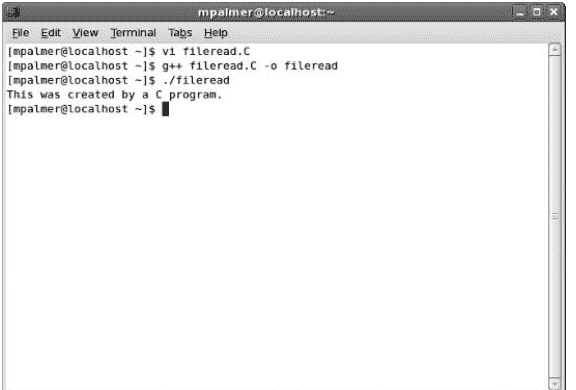 mpalmer@localhost:~
File Edit View Terminal Tabs Help
[mpalmer@localhost ~]$ vi fileread.C
[mpalmer@localhost ~]$ g++ fileread.C -o fileread
[mpalmer@localhost ~]$ ./fileread
This was created by a C program.
[mpalmer@localhost ~]$